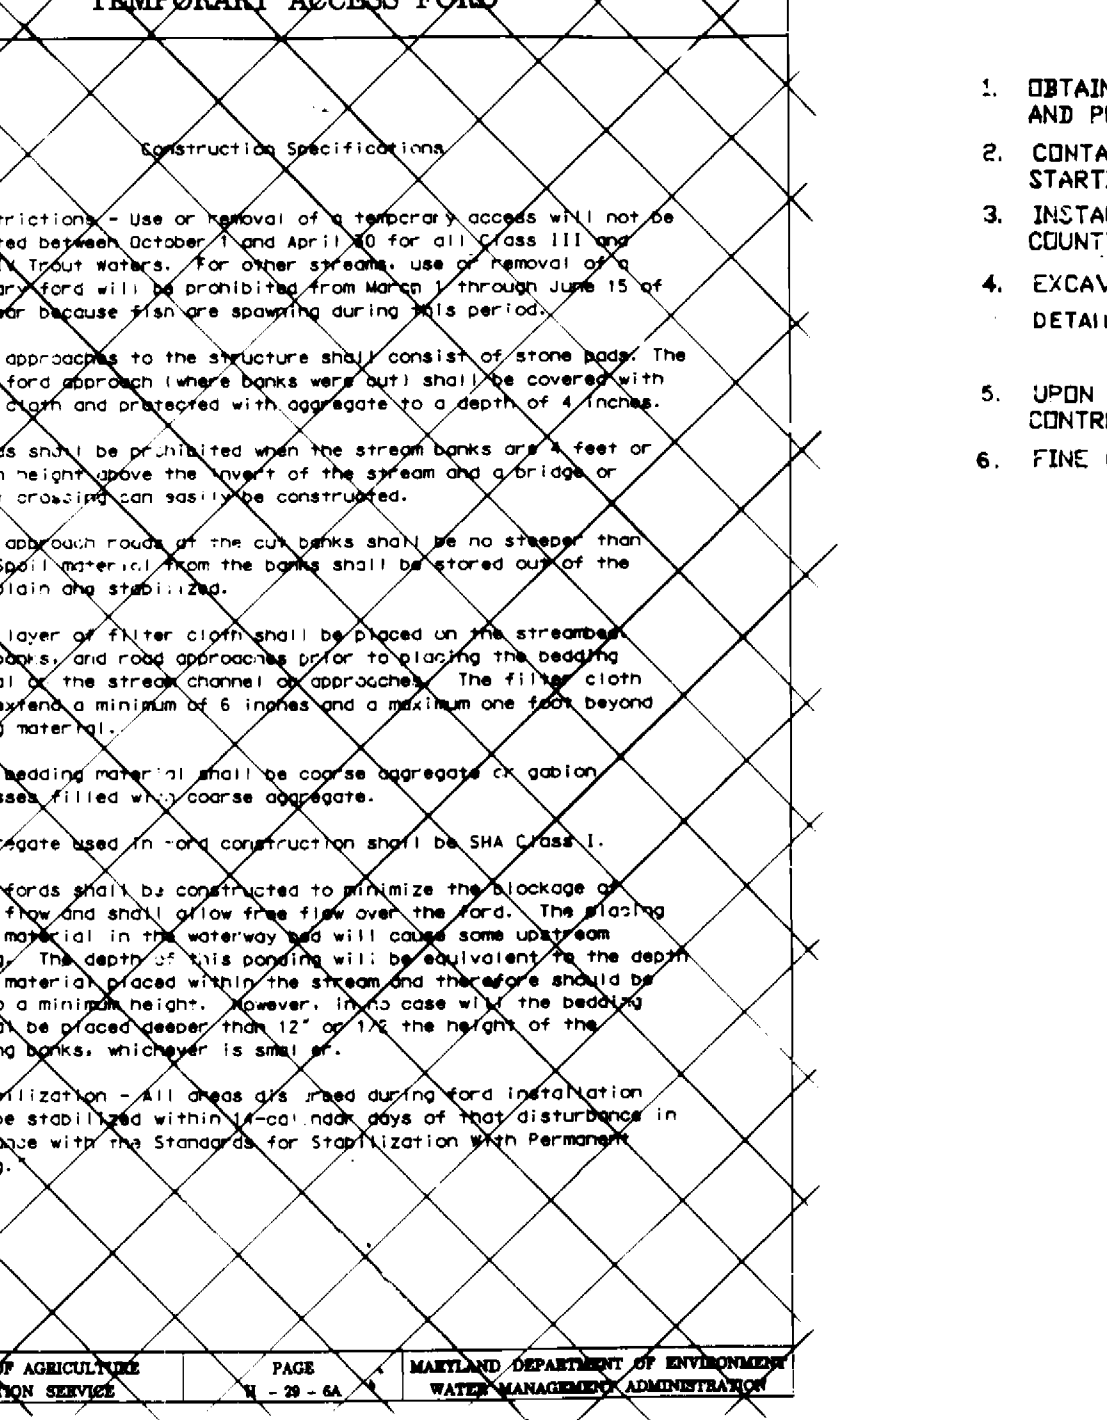 TEMPORARY ACCESS FORD
Construction Specifications
trictions - Use or removal of a temporary access will not be
ted between October 1 and April 30 for all Class III and
IV Trout Waters. For other streams, use or removal of a
ary ford will be prohibited from March 1 through June 15 of
ear because fish are spawning during this period.
approaches to the structure shall consist of stone pads. The
ford approach (where banks were cut) shall be covered with
cloth and protected with aggregate to a depth of 4 inches.
ds shall be prohibited when the stream banks are 4 feet or
n height above the invert of the stream and a bridge or
crossing can easily be constructed.
approach roads at the cut banks shall be no steeper than
Spoil material from the banks shall be stored out of the
plain and stabilized.
layer of filter cloth shall be placed on the streambed,
banks, and road approaches prior to placing the bedding
al on the stream channel or approaches. The filter cloth
extend a minimum of 6 inches and a maximum one foot beyond
g material.
bedding material shall be coarse aggregate or gabion
sses filled with coarse aggregate.
regate used in ford construction shall be SHA Class I.
fords shall be constructed to minimize the blockage of
flow and shall allow free flow over the ford. The placing
material in the waterway bed will cause some upstream
g. The depth of this ponding will be equivalent to the depth
material placed within the stream and therefore should be
o a minimum height. However, in no case will the bedding
al be placed deeper than 12" or 1/2 the height of the
ng banks, whichever is smaller.
ilization - All areas disturbed during ford installation
be stabilized within 14-calendar days of that disturbance in
ance with the Standards for Stabilization With Permanent
g."
OF AGRICULTURE
TION SERVICE
PAGE
H - 29 - 6A
MARYLAND DEPARTMENT OF ENVIRONMENT
WATER MANAGEMENT ADMINISTRATION
1. OBTAIN
AND P
2. CONTA
START
3. INSTAL
COUNT
4. EXCAV
DETAIL
5. UPON
CONTR
6. FINE